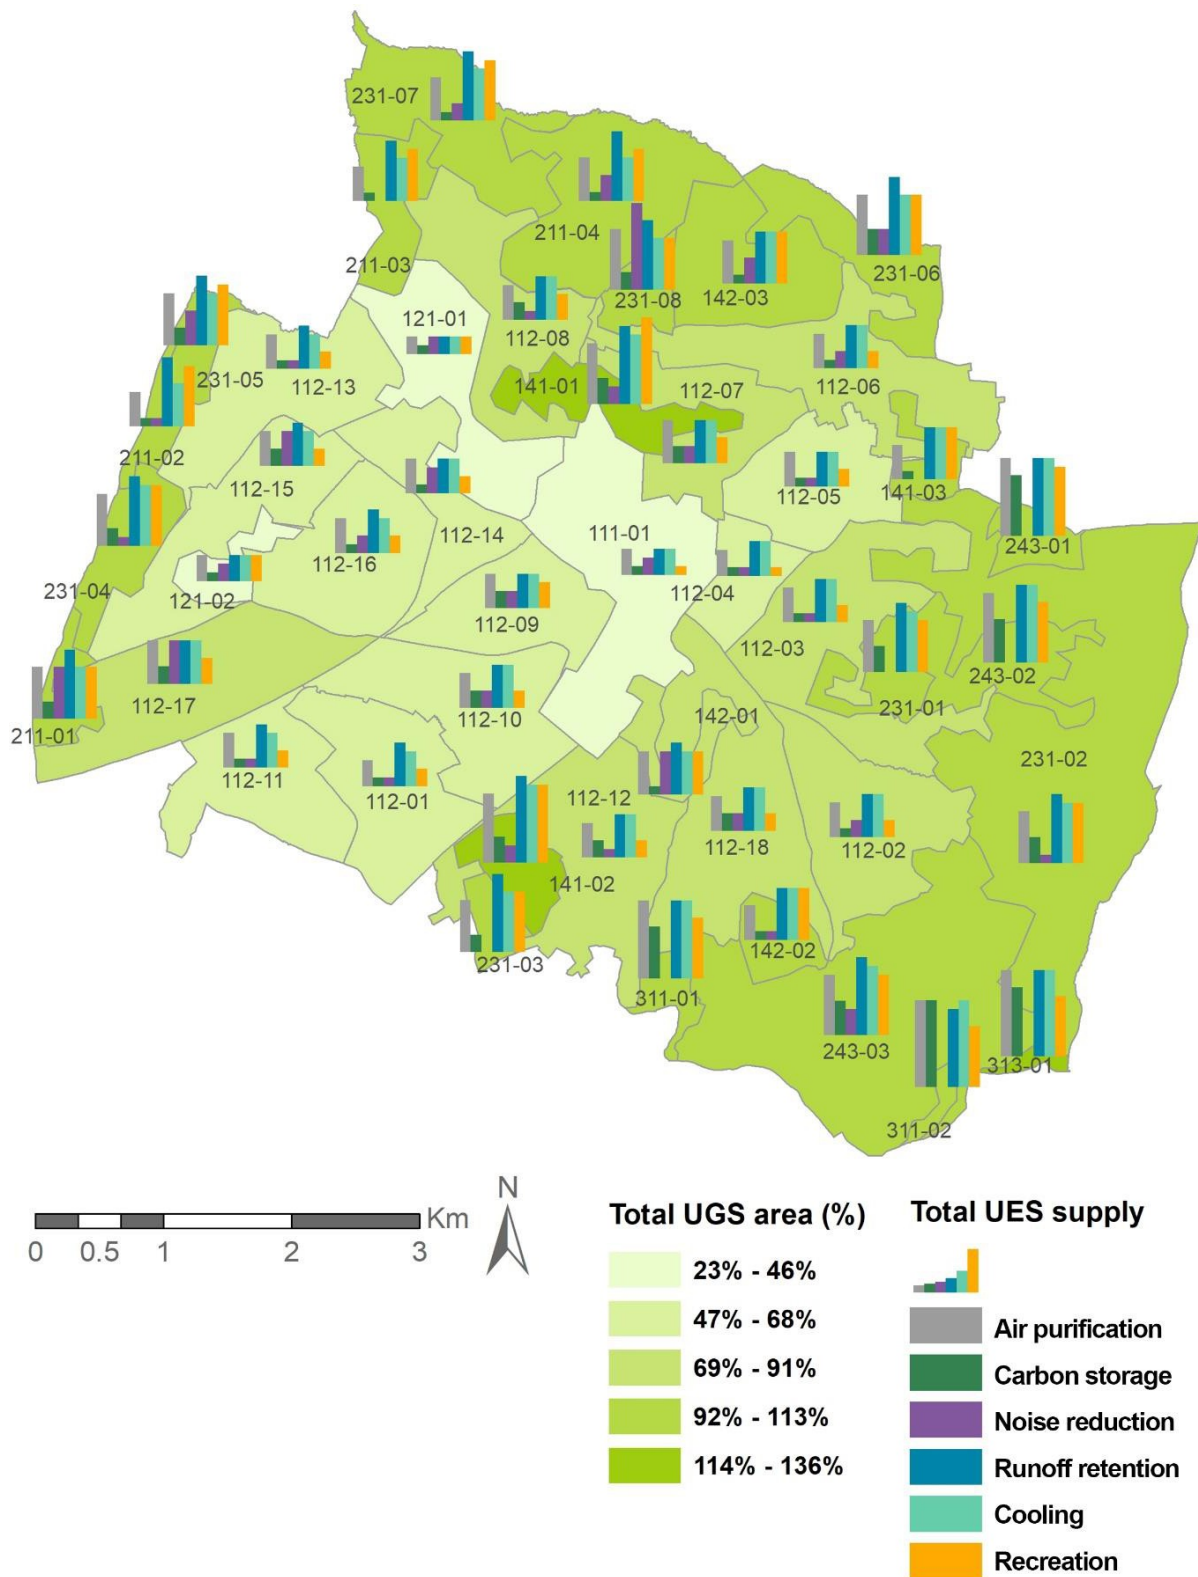 231-07
211-04
211-03
231-06
231-08
142-03
121-01
112-08
231-05
112-13
141-01
112-07
112-06
211-02
112-15
112-05
141-03
112-14
111-01
243-01
112-16
231-04
121-02
112-04
112-09
112-03
243-02
112-17
112-10
142-01
231-01
211-01
231-02
112-11
112-01
112-12
112-18
112-02
141-02
231-03
142-02
311-01
243-03
313-01
311-02
N
Km
0 0.5 1 2 3
Total UGS area (%)
23% - 46%
47% - 68%
69% - 91%
92% - 113%
114% - 136%
Total UES supply
Air purification
Carbon storage
Noise reduction
Runoff retention
Cooling
Recreation